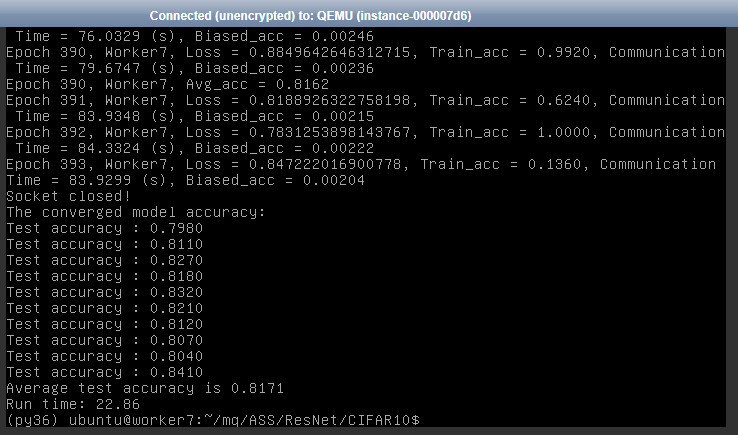 Connected (unencrypted) to: QEMU (instance-000007d6)
Time = 76.0329 (s), Biased_acc = 0.00246
Epoch 390, Worker7, Loss = 0.8849642646312715, Train_acc = 0.9920, Communication
Time = 79.6747 (s), Biased_acc = 0.00236
Epoch 390, Worker7, Avg_acc = 0.8162
Epoch 391, Worker7, Loss = 0.8188926322758198, Train_acc = 0.6240, Communication
Time = 83.9348 (s), Biased_acc = 0.00215
Epoch 392, Worker7, Loss = 0.7831253898143767, Train_acc = 1.0000, Communication
Time = 84.3324 (s), Biased_acc = 0.00222
Epoch 393, Worker7, Loss = 0.847222016900778, Train_acc = 0.1360, Communication
Time = 83.9299 (s), Biased_acc = 0.00204
Socket closed!
The converged model accuracy:
Test accuracy : 0.7980
Test accuracy : 0.8110
Test accuracy : 0.8270
Test accuracy : 0.8180
Test accuracy : 0.8320
Test accuracy : 0.8210
Test accuracy : 0.8120
Test accuracy : 0.8070
Test accuracy : 0.8040
Test accuracy : 0.8410
Average test accuracy is 0.8171
Run time: 22.86
(py36) ubuntu@worker7:~/mq/ASS/ResNet/CIFAR10$